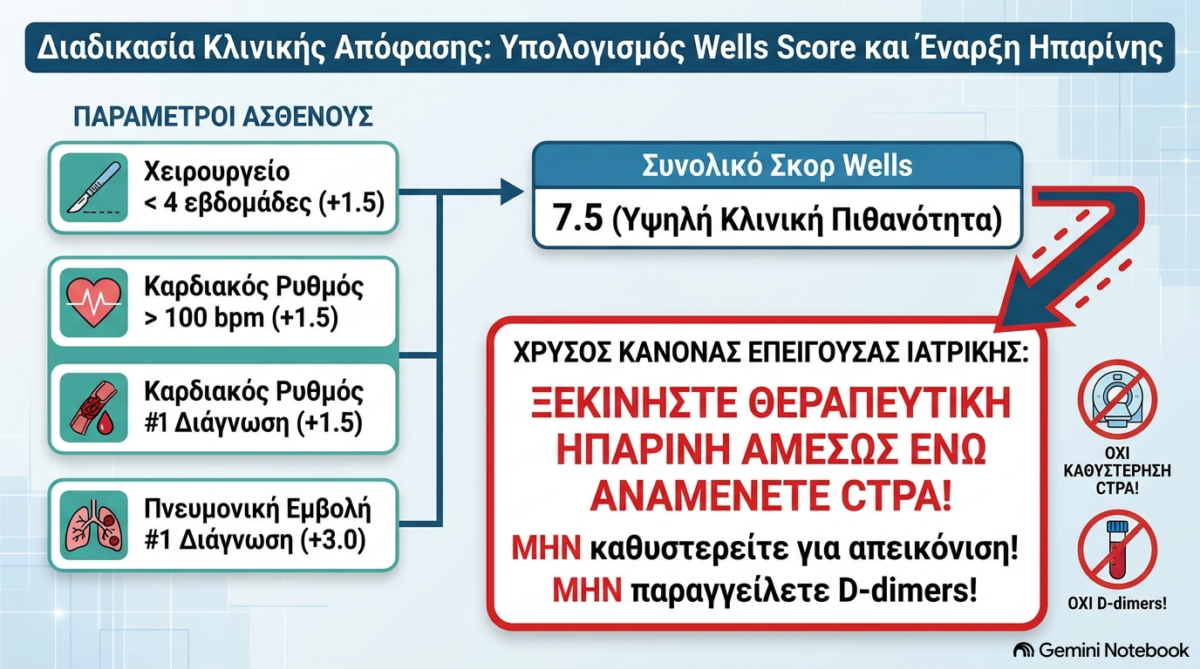 Διαδικασία Κλινικής Απόφασης: Υπολογισμός Wells Score και Έναρξη Ηπαρίνης
ΠΑΡΑΜΕΤΡΟΙ ΑΣΘΕΝΟΥΣ
Χειρουργείο
< 4 εβδομάδες (+1.5)
Καρδιακός Ρυθμός
> 100 bpm (+1.5)
Καρδιακός Ρυθμός
#1 Διάγνωση (+1.5)
Πνευμονική Εμβολή
#1 Διάγνωση (+3.0)
Συνολικό Σκορ Wells
7.5 (Υψηλή Κλινική Πιθανότητα)
ΧΡΥΣΟΣ ΚΑΝΟΝΑΣ ΕΠΕΙΓΟΥΣΑΣ ΙΑΤΡΙΚΗΣ:
ΞΕΚΙΝΗΣΤΕ ΘΕΡΑΠΕΥΤΙΚΗ
ΗΠΑΡΙΝΗ ΑΜΕΣΩΣ ΕΝΩ
ΑΝΑΜΕΝΕΤΕ CTPA!
ΜΗΝ καθυστερείτε για απεικόνιση!
ΜΗΝ παραγγείλετε D-dimers!
ΟΧΙ
ΚΑΘΥΣΤΕΡΗΣΗ
CTPA!
ΟΧΙ D-dimers!
Gemini Notebook